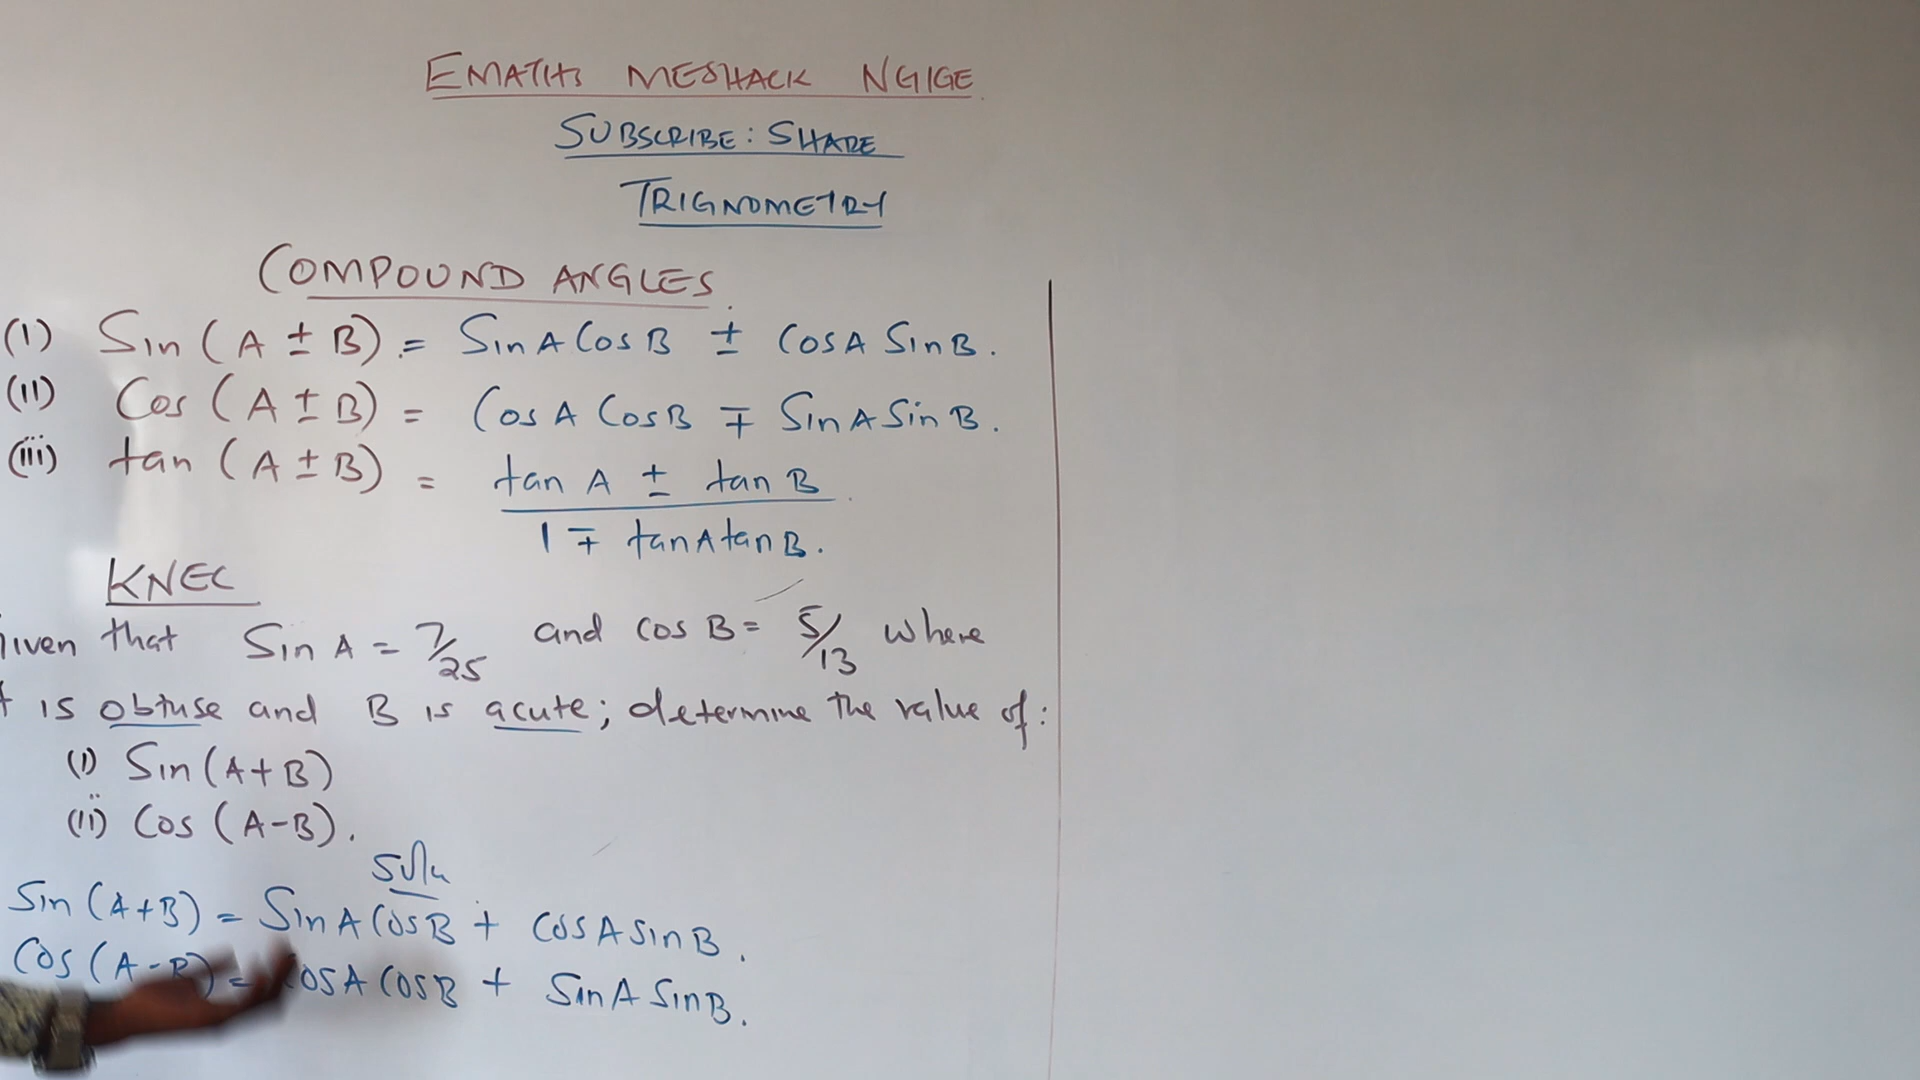 EMATHS MESHACK NGIGE
SUBSCRIBE: SHARE
TRIGNOMETRY
COMPOUND ANGLES.
(i) Sin (A ± B) = Sin A Cos B ± Cos A Sin B.
(ii) Cos (A ± B) = Cos A Cos B ∓ Sin A Sin B.
(iii) tan (A ± B) = tan A ± tan B
1 ∓ tan A tan B.
KNEC
iven that Sin A = 7/25 and cos B = 5/13 where
is obtuse and B is acute; determine the value of:
(i) Sin (A+B)
(ii) Cos (A-B).
Soln
Sin (A+B) = Sin A Cos B + Cos A Sin B.
Cos (A-B) = Cos A Cos B + Sin A Sin B.